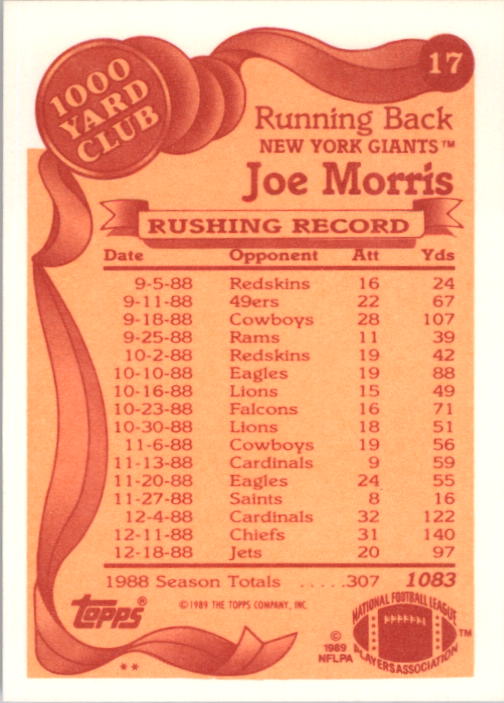 17
1000
YARD
CLUB
Running Back
NEW YORK GIANTS™
Joe Morris
RUSHING RECORD
Date Opponent Att Yds
9-5-88 Redskins 16 24
9-11-88 49ers 22 67
9-18-88 Cowboys 28 107
9-25-88 Rams 11 39
10-2-88 Redskins 19 42
10-10-88 Eagles 19 88
10-16-88 Lions 15 49
10-23-88 Falcons 16 71
10-30-88 Lions 18 51
11-6-88 Cowboys 19 56
11-13-88 Cardinals 9 59
11-20-88 Eagles 24 55
11-27-88 Saints 8 16
12-4-88 Cardinals 32 122
12-11-88 Chiefs 31 140
12-18-88 Jets 20 97
1988 Season Totals .....307 1083
topps®
©1989 THE TOPPS COMPANY, INC.
©
1989
NFLPA
NATIONAL FOOTBALL LEAGUE
PLAYERS ASSOCIATION
™
**